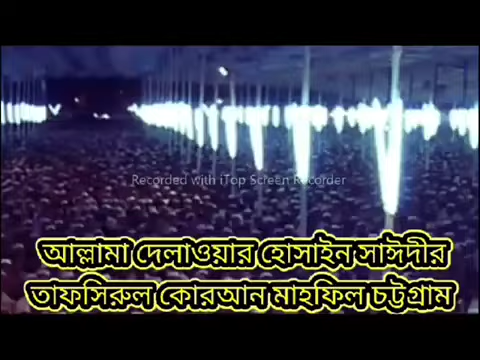 Recorded with iTop Screen Recorder
আল্লামা দেলাওয়ার হোসাইন সাঈদীর
তাফসিরুল কোরআন মাহফিল চট্টগ্রাম